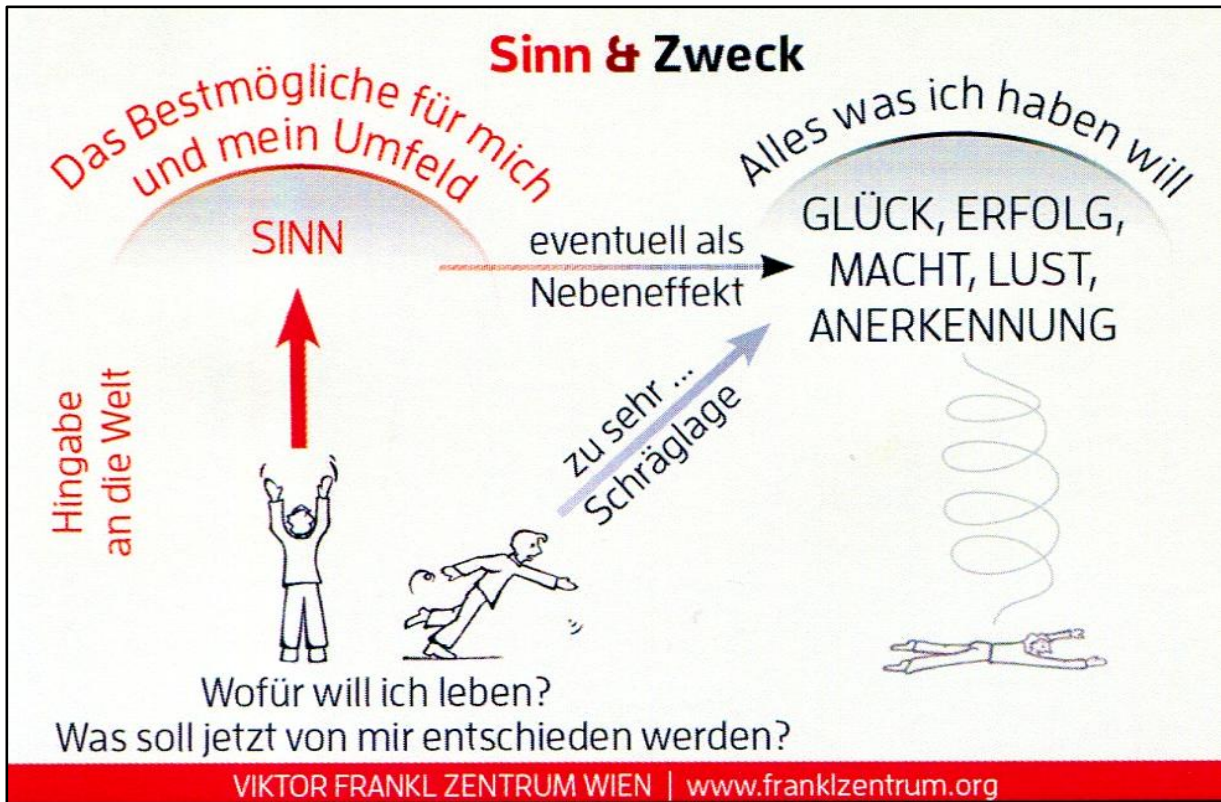 Sinn & Zweck
Das Bestmögliche für mich
und mein Umfeld
SINN
Alles was ich haben will
GLÜCK, ERFOLG,
MACHT, LUST,
ANERKENNUNG
eventuell als
Nebeneffekt
zu sehr ...
Schräglage
Hingabe
an die Welt
Wofür will ich leben?
Was soll jetzt von mir entschieden werden?
VIKTOR FRANKL ZENTRUM WIEN | www.franklzentrum.org